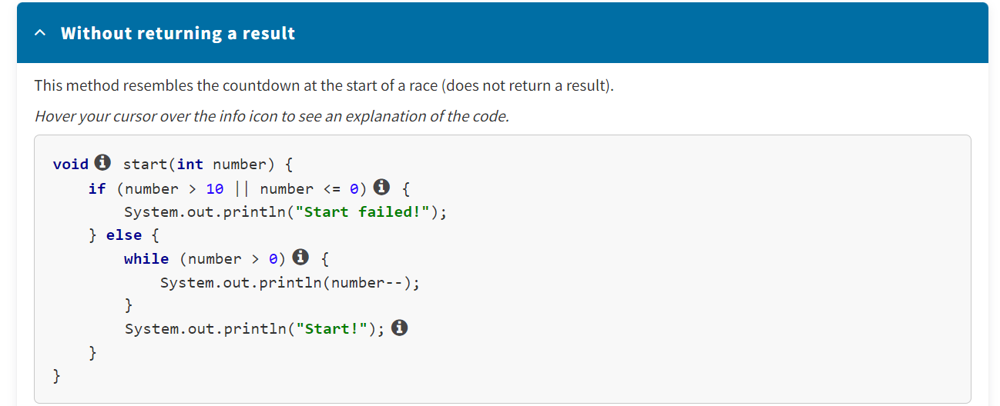 Without returning a result
This method resembles the countdown at the start of a race (does not return a result).
Hover your cursor over the info icon to see an explanation of the code.
void start(int number) {
    if (number > 10 || number <= 0) {
        System.out.println("Start failed!");
    } else {
        while (number > 0) {
            System.out.println(number--);
        }
        System.out.println("Start!");
    }
}